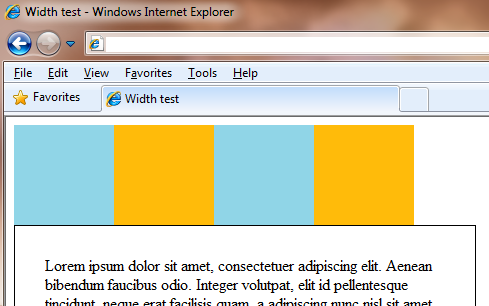 Width test - Windows Internet Explorer
File Edit View Favorites Tools Help
Favorites Width test
Lorem ipsum dolor sit amet, consectetuer adipiscing elit. Aenean
bibendum faucibus odio. Integer volutpat, elit id pellentesque
tincidunt, neque erat facilisis quam, a adipiscing nunc nisl sit amet